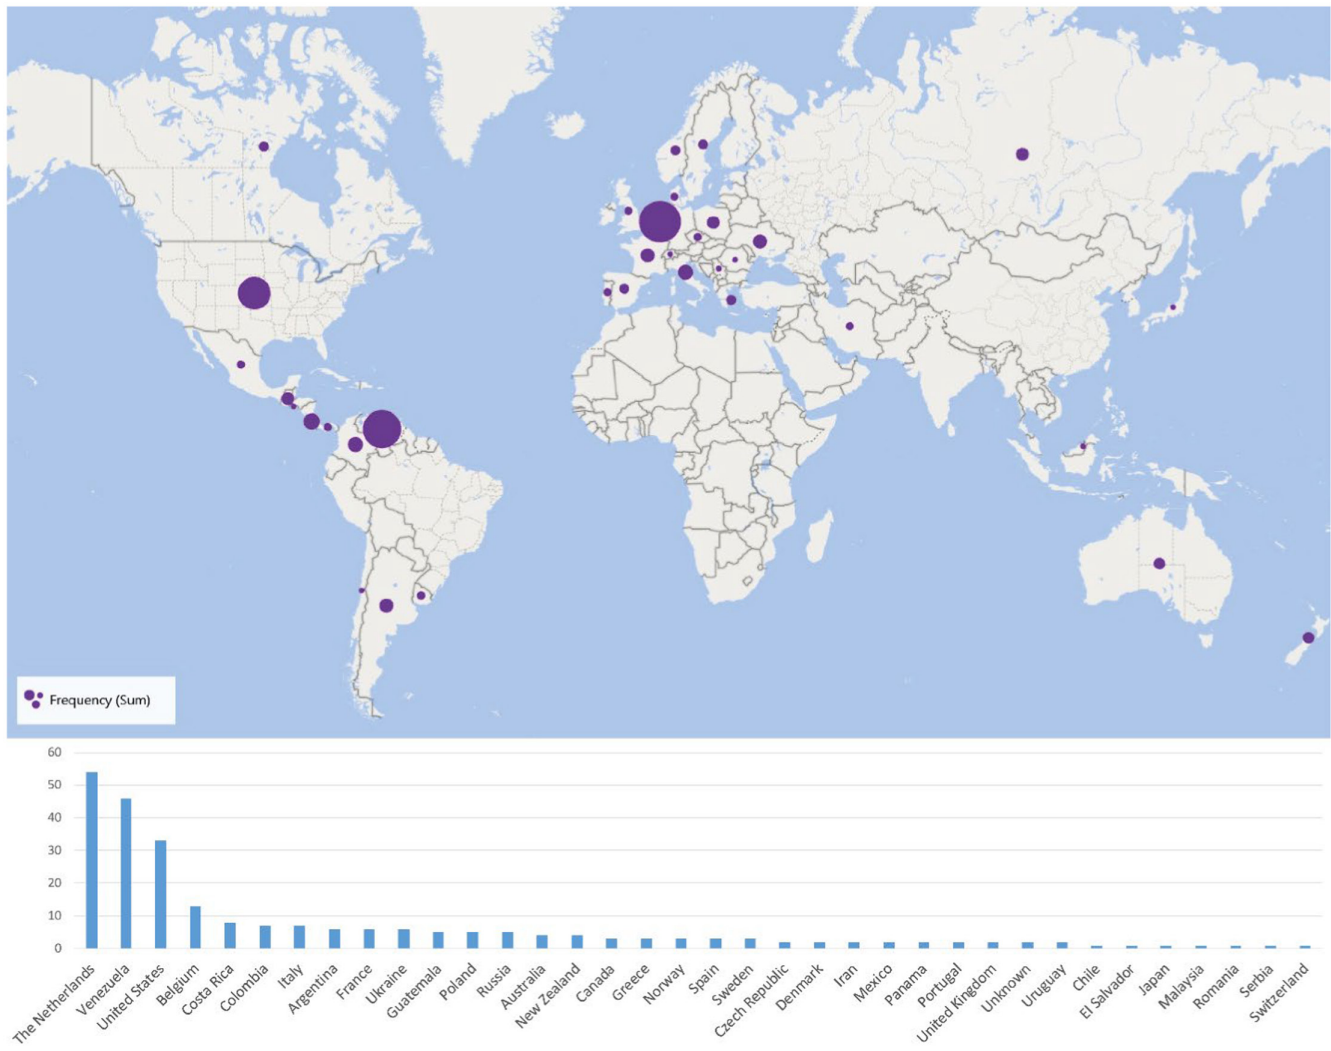 Frequency (Sum)
60
50
40
30
20
10
0
The Netherlands
Venezuela
United States
Belgium
Costa Rica
Colombia
Italy
Argentina
France
Ukraine
Guatemala
Poland
Russia
Australia
New Zealand
Canada
Greece
Norway
Spain
Sweden
Czech Republic
Denmark
Iran
Mexico
Panama
Portugal
United Kingdom
Unknown
Uruguay
Chile
El Salvador
Japan
Malaysia
Romania
Serbia
Switzerland